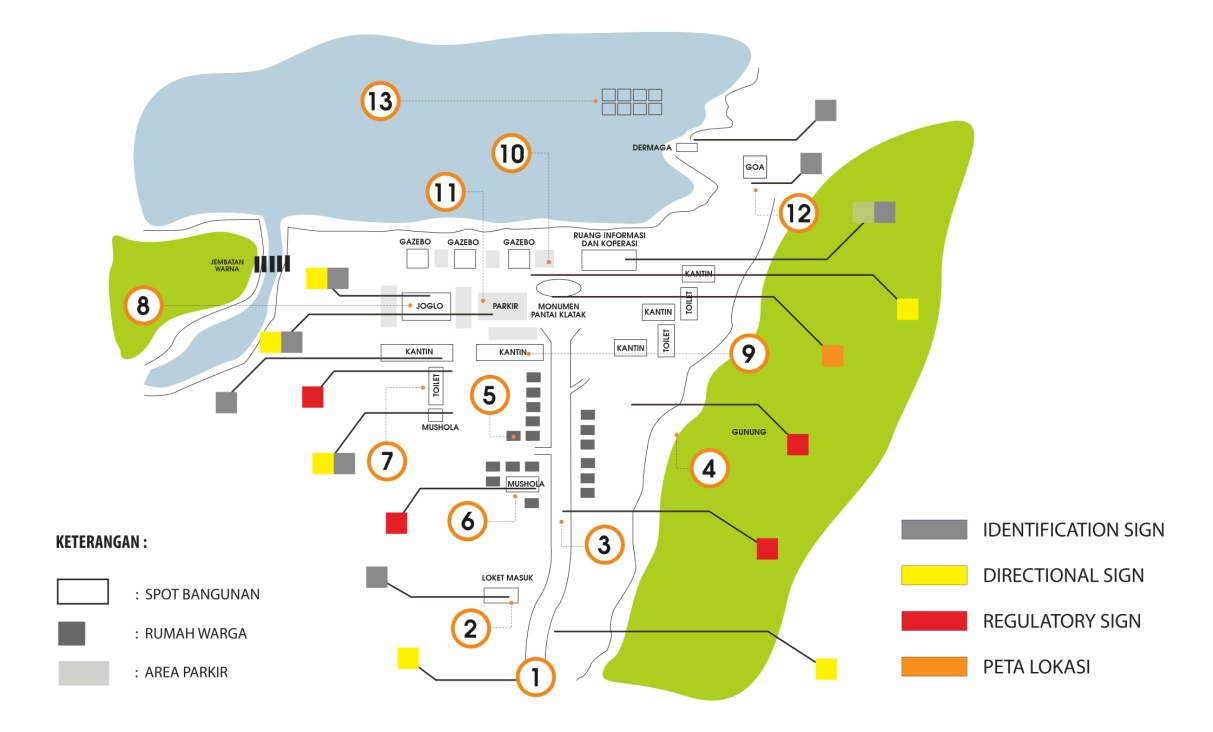 13
DERMAGA
10
GOA
11
12
RUANG INFORMASI
DAN KOPERASI
GAZEBO
GAZEBO
GAZEBO
JEMBATAN
WARNA
KANTIN
8
JOGLO
PARKIR
MONUMEN
PANTAI KLATAK
KANTIN
TOILET
TOILET
KANTIN
KANTIN
KANTIN
9
TOILET
5
MUSHOLA
GUNUNG
7
4
MUSHOLA
6
3
LOKET MASUK
2
1
KETERANGAN :
: SPOT BANGUNAN
: RUMAH WARGA
: AREA PARKIR
IDENTIFICATION SIGN
DIRECTIONAL SIGN
REGULATORY SIGN
PETA LOKASI